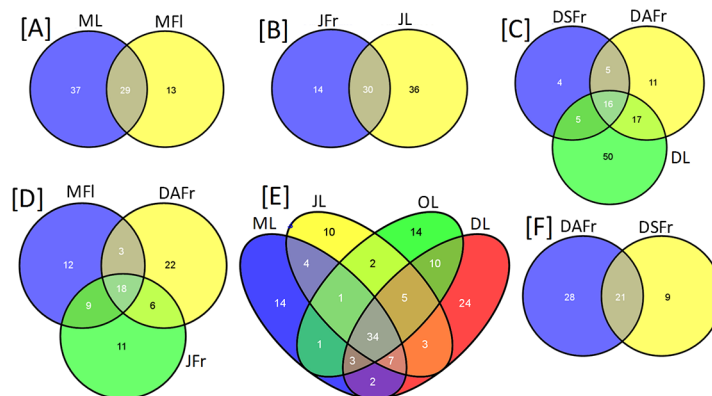 [A] ML MFl
37 29 13
[B] JFr JL
14 30 36
[C] DSFr DAFr
4 5 11
16
5 17
50
DL
[D] MFl DAFr
12 3 22
18
9 6
11
JFr
[E] ML JL OL DL
10 14
4 2 10
14 1 5 24
34
1 3 7 3
2
[F] DAFr DSFr
28 21 9